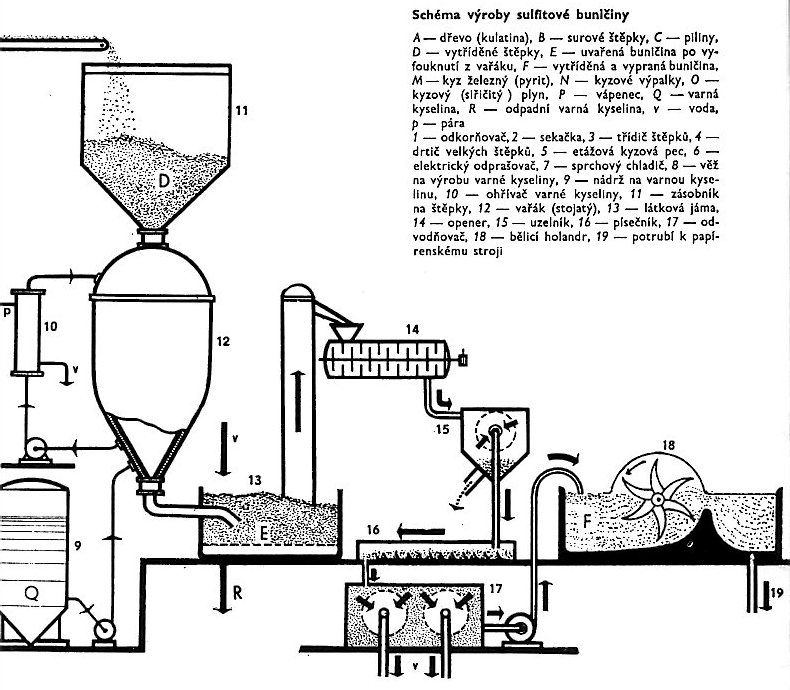 Schéma výroby sulfitové buničiny
A — dřevo (kulatina), B — surové štěpky, C — piliny,
D — vytříděné štěpky, E — uvařená buničina po vy-
fouknutí z vařáku, F — vytříděná a vypraná buničina,
M — kyz železný (pyrit), N — kyzové výpalky, O —
kyzový (siřičitý) plyn, P — vápenec, Q — varná
kyselina, R — odpadní varná kyselina, v — voda,
p — pára
1 — odkorňovač, 2 — sekačka, 3 — třídič štěpků, 4 —
drtič velkých štěpků, 5 — etážová kyzová pec, 6 —
elektrický odprašovač, 7 — sprchový chladič, 8 — věž
na výrobu varné kyseliny, 9 — nádrž na varnou kyse-
linu, 10 — ohřívač varné kyseliny, 11 — zásobník
na štěpky, 12 — vařák (stojatý), 13 — látková jáma,
14 — opener, 15 — uzelník, 16 — písečník, 17 — od-
vodňovač, 18 — bělicí holandr, 19 — potrubí k papí-
renskému stroji
11
D
P
10
12
v
14
15
v
13
18
E
F
16
9
Q
R
17
19
v